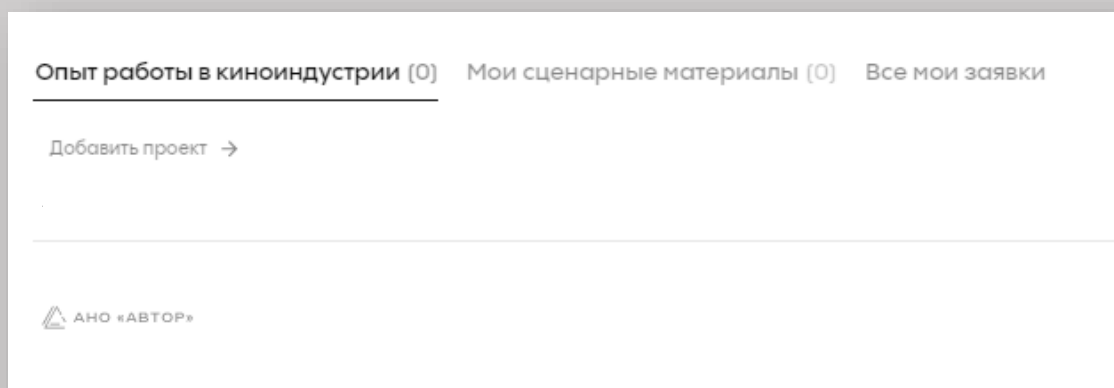 Опыт работы в киноиндустрии (0) Мои сценарные материалы (0) Все мои заявки
Добавить проект →
АНО «АВТОР»